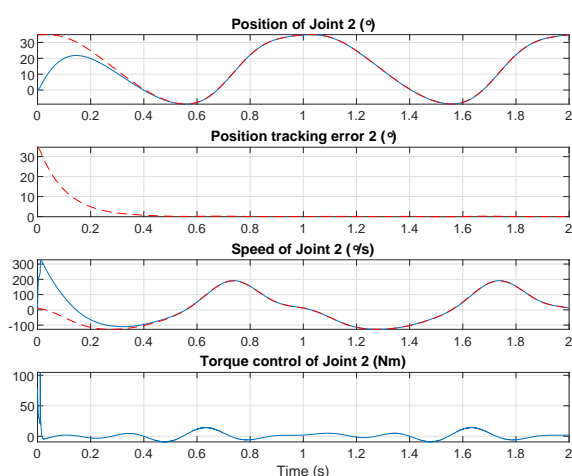 Position of Joint 2 (°)
30
20
10
0
0 0.2 0.4 0.6 0.8 1 1.2 1.4 1.6 1.8 2
Position tracking error 2 (°)
30
20
10
0
0 0.2 0.4 0.6 0.8 1 1.2 1.4 1.6 1.8 2
Speed of Joint 2 (°/s)
300
200
100
0
-100
0 0.2 0.4 0.6 0.8 1 1.2 1.4 1.6 1.8 2
Torque control of Joint 2 (Nm)
100
50
0
0 0.2 0.4 0.6 0.8 1 1.2 1.4 1.6 1.8 2
Time (s)